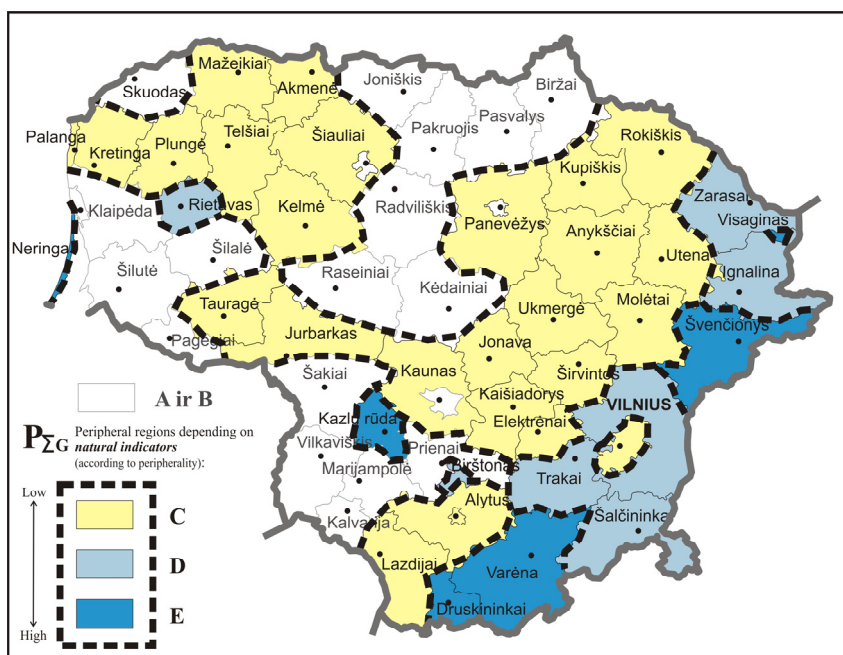 Mažeikiai
Skuodas
Akmenė
Joniškis
Biržai
Pasvalys
Palanga
Kretinga
Plungė
Telšiai
Šiauliai
Pakruojis
Rokiškis
Kupiškis
Klaipėda
Rietavas
Kelmė
Radviliškis
Panevėžys
Zarasai
Visaginas
Neringa
Šilalė
Anykščiai
Utena
Šilutė
Raseiniai
Kėdainiai
Ignalina
Tauragė
Ukmergė
Molėtai
Pagėgiai
Jurbarkas
Jonava
Švenčionys
Šakiai
Kaunas
Širvintos
Kaišiadorys
Elektrėnai
VILNIUS
Kazlų rūda
Vilkaviškis
Prienai
Marijampolė
Birštonas
Trakai
Alytus
Kalvarija
Šalčininkai
Lazdijai
Varėna
Druskininkai
A ir B
PΣG Peripheral regions depending on
natural indicators
(according to peripherality):
Low
C
D
E
High